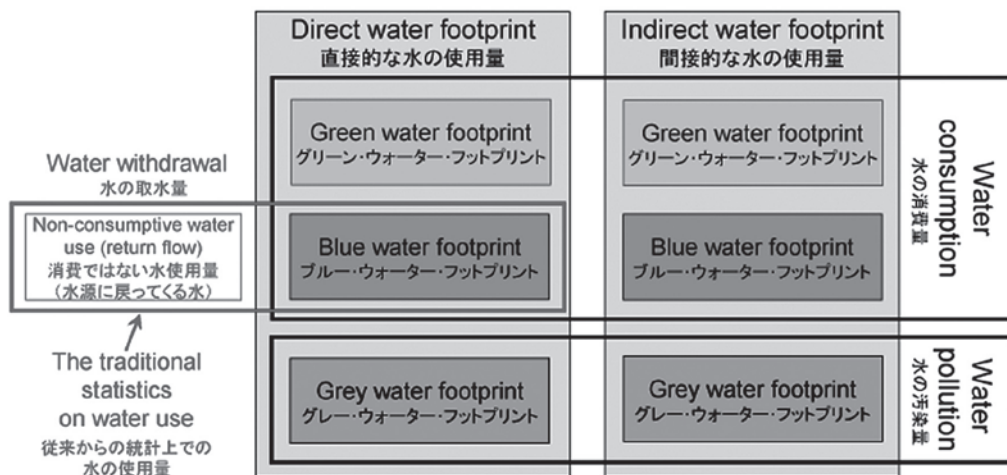 Direct water footprint
直接的な水の使用量
Indirect water footprint
間接的な水の使用量
Green water footprint
グリーン・ウォーター・フットプリント
Green water footprint
グリーン・ウォーター・フットプリント
Water consumption
水の消費量
Water withdrawal
水の取水量
Non-consumptive water
use (return flow)
消費ではない水使用量
（水源に戻ってくる水）
Blue water footprint
ブルー・ウォーター・フットプリント
Blue water footprint
ブルー・ウォーター・フットプリント
The traditional
statistics
on water use
従来からの統計上での
水の使用量
Grey water footprint
グレー・ウォーター・フットプリント
Grey water footprint
グレー・ウォーター・フットプリント
Water
pollution
水の汚染量